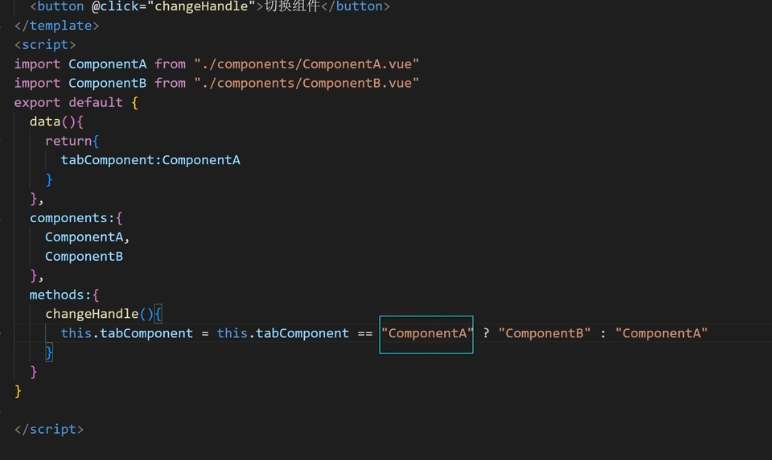 <button @click="changeHandle">切换组件</button>
</template>
<script>
import ComponentA from "./components/ComponentA.vue"
import ComponentB from "./components/ComponentB.vue"
export default {
data(){
return{
tabComponent:ComponentA
}
},
components:{
ComponentA,
ComponentB
},
methods:{
changeHandle(){
this.tabComponent = this.tabComponent == "ComponentA" ? "ComponentB" : "ComponentA"
}
}
}
</script>